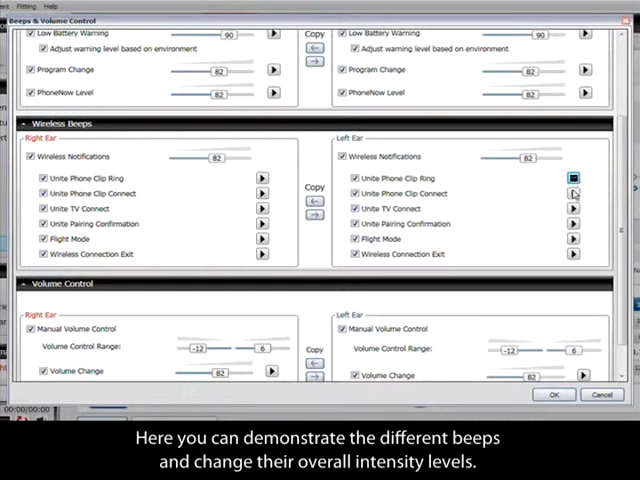 ent Fitting Help
Beeps & Volume Control
Low Battery Warning 90 Copy Low Battery Warning 90
Adjust warning level based on environment Adjust warning level based on environment
Program Change 82 Program Change 82
PhoneNow Level 82 PhoneNow Level 82
Wireless Beeps
Right Ear Left Ear
Wireless Notifications 82 Wireless Notifications 82
Unite Phone Clip Ring Unite Phone Clip Ring
Unite Phone Clip Connect Copy Unite Phone Clip Connect
Unite TV Connect Unite TV Connect
Unite Pairing Confirmation Unite Pairing Confirmation
Flight Mode Flight Mode
Wireless Connection Exit Wireless Connection Exit
Volume Control
Right Ear Left Ear
Manual Volume Control Manual Volume Control
Volume Control Range: -12 6 Copy Volume Control Range: -12 6
Volume Change 82 Volume Change 82
OK Cancel
00:00/00:00
Here you can demonstrate the different beeps
and change their overall intensity levels.